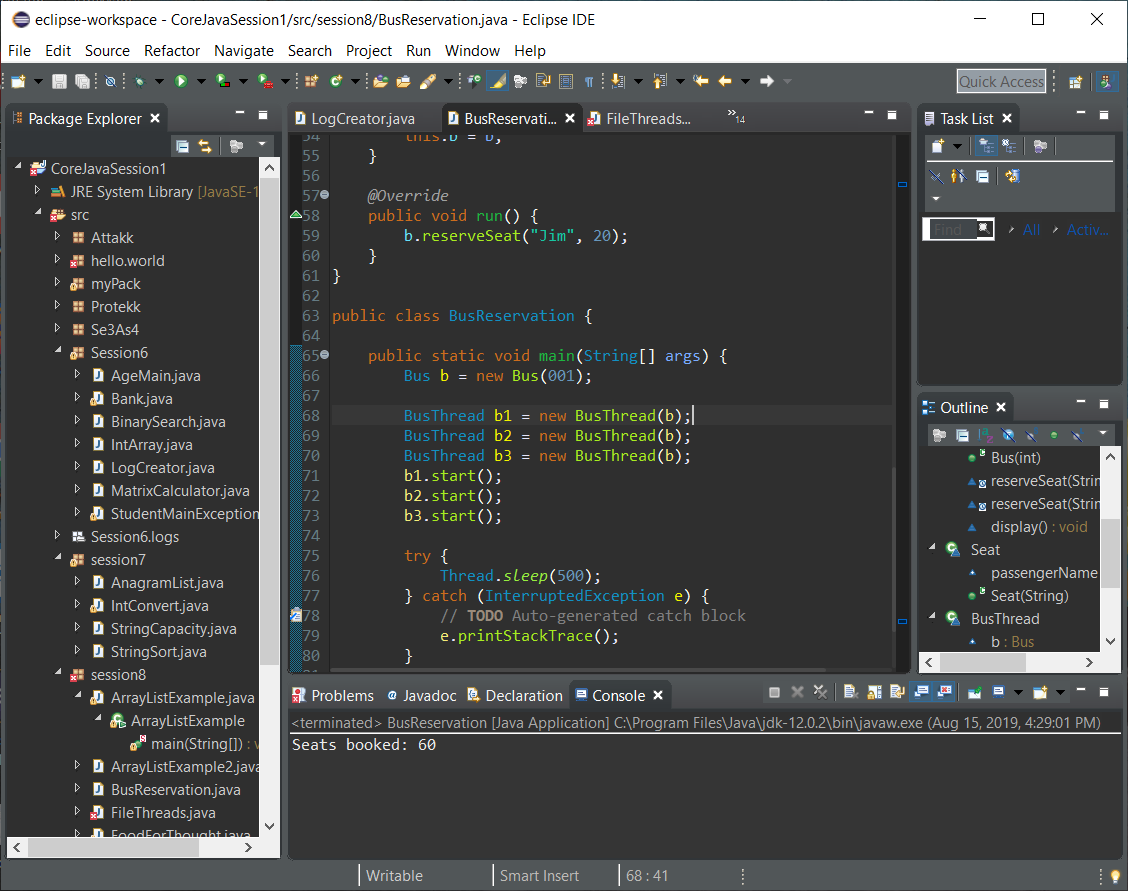 eclipse-workspace - CoreJavaSession1/src/session8/BusReservation.java - Eclipse IDE
File Edit Source Refactor Navigate Search Project Run Window Help
Quick Access
Package Explorer
CoreJavaSession1
JRE System Library [JavaSE-1
src
Attakk
hello.world
myPack
Protekk
Se3As4
Session6
AgeMain.java
Bank.java
BinarySearch.java
IntArray.java
LogCreator.java
MatrixCalculator.java
StudentMainException
Session6.logs
session7
AnagramList.java
IntConvert.java
StringCapacity.java
StringSort.java
session8
ArrayListExample.java
ArrayListExample
main(String[]) : v
ArrayListExample2.java
BusReservation.java
FileThreads.java
FoodForThought.java
LogCreator.java BusReservati... FileThreads... »14
54 this.b = b;
55 }
56
57 @Override
58 public void run() {
59 b.reserveSeat("Jim", 20);
60 }
61 }
62
63 public class BusReservation {
64
65 public static void main(String[] args) {
66 Bus b = new Bus(001);
67
68 BusThread b1 = new BusThread(b);
69 BusThread b2 = new BusThread(b);
70 BusThread b3 = new BusThread(b);
71 b1.start();
72 b2.start();
73 b3.start();
74
75 try {
76 Thread.sleep(500);
77 } catch (InterruptedException e) {
78 // TODO Auto-generated catch block
79 e.printStackTrace();
80 }
Task List
Find All Activ...
Outline
Bus(int)
reserveSeat(Strin
reserveSeat(Strin
display() : void
Seat
passengerName
Seat(String)
BusThread
b : Bus
Problems Javadoc Declaration Console
<terminated> BusReservation [Java Application] C:\Program Files\Java\jdk-12.0.2\bin\javaw.exe (Aug 15, 2019, 4:29:01 PM)
Seats booked: 60
Writable Smart Insert 68 : 41